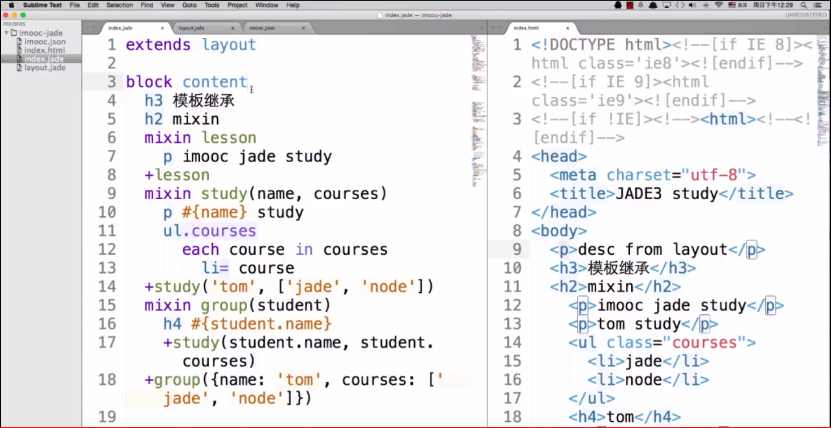 Sublime Text File Edit Selection Find View Goto Tools Project Window Help
周日下午12:29
index.jade — imooc-jade
UNREGISTERED
FOLDERS
imooc-jade
imooc.json
index.html
index.jade
layout.jade
index.jade
layout.jade
imooc.json
1 extends layout
2
3 block content
4 h3 模板继承
5 h2 mixin
6 mixin lesson
7 p imooc jade study
8 +lesson
9 mixin study(name, courses)
10 p #{name} study
11 ul.courses
12 each course in courses
13 li= course
14 +study('tom', ['jade', 'node'])
15 mixin group(student)
16 h4 #{student.name}
17 +study(student.name, student.
courses)
18 +group({name: 'tom', courses: ['
jade', 'node']})
19
index.html
1 <!DOCTYPE html><!--[if IE 8]><
html class='ie8'><![endif]-->
2 <!--[if IE 9]><html
class='ie9'><![endif]-->
3 <!--[if !IE]><!--><html><!--<![
endif]-->
4 <head>
5 <meta charset="utf-8">
6 <title>JADE3 study</title>
7 </head>
8 <body>
9 <p>desc from layout</p>
10 <h3>模板继承</h3>
11 <h2>mixin</h2>
12 <p>imooc jade study</p>
13 <p>tom study</p>
14 <ul class="courses">
15 <li>jade</li>
16 <li>node</li>
17 </ul>
18 <h4>tom</h4>